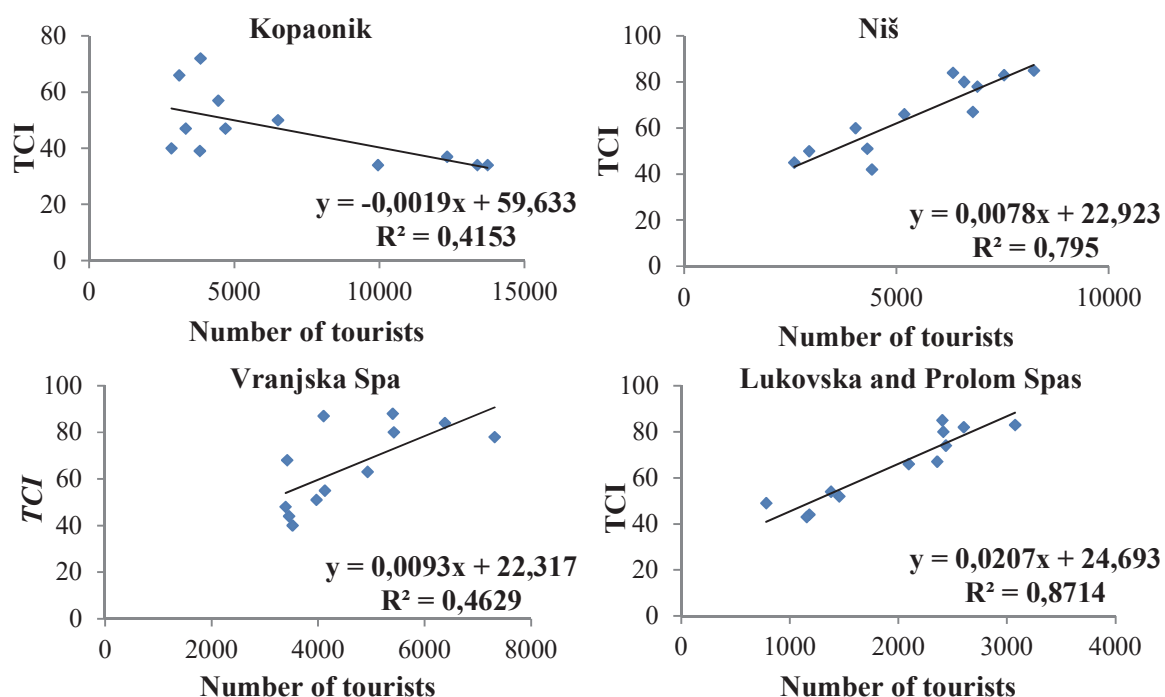 Kopaonik
80
60
40
20
0
TCI
0 5000 10000 15000
y = -0,0019x + 59,633
R² = 0,4153
Number of tourists
Niš
100
80
60
40
20
0
TCI
0 5000 10000
y = 0,0078x + 22,923
R² = 0,795
Number of tourists
Vranjska Spa
100
80
60
40
20
0
TCI
0 2000 4000 6000 8000
y = 0,0093x + 22,317
R² = 0,4629
Number of tourists
Lukovska and Prolom Spas
100
80
60
40
20
0
TCI
0 1000 2000 3000 4000
y = 0,0207x + 24,693
R² = 0,8714
Number of tourists